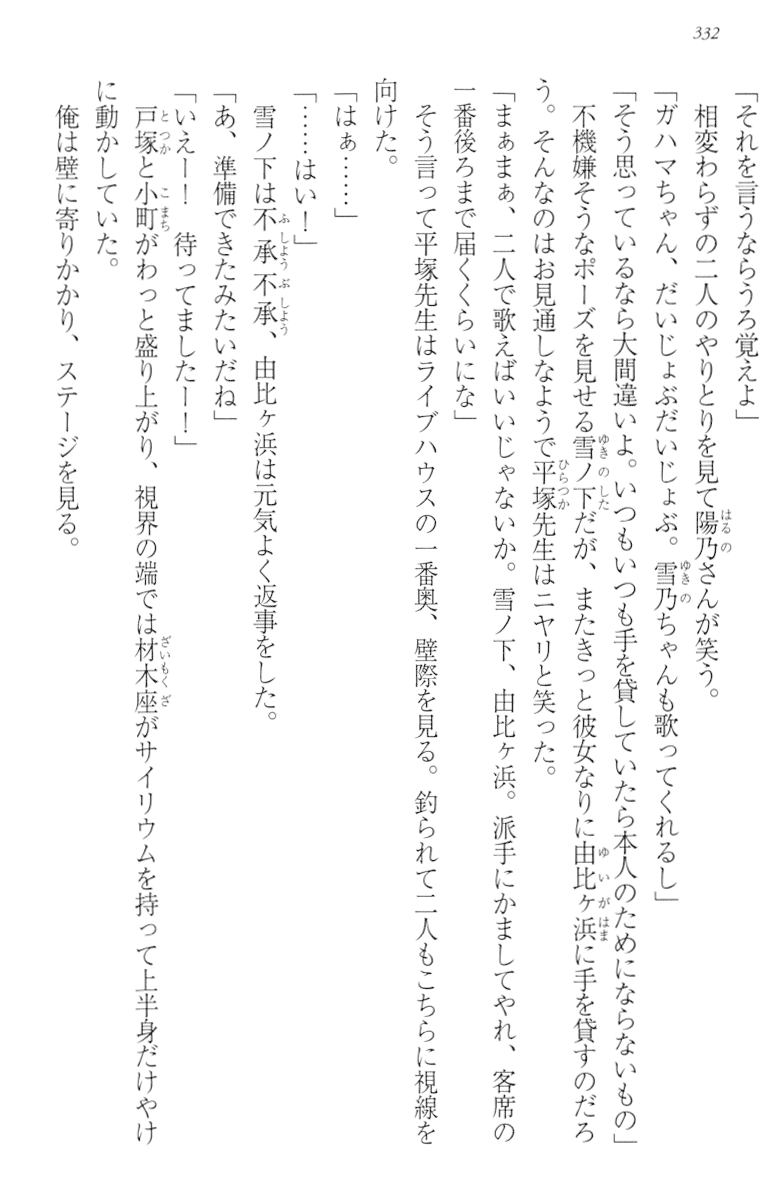 332
「それを言うならうろ覚えよ」
相変わらずの二人のやりとりを見て陽乃さんが笑う。
「ガハマちゃん、だいじょぶだいじょぶ。雪乃ちゃんも歌ってくれるし」
「そう思っているなら大間違いよ。いつもいつも手を貸していたら本人のためにならないもの」
不機嫌そうなポーズを見せる雪ノ下だが、またきっと彼女なりに由比ヶ浜に手を貸すのだろ
う。そんなのはお見通しなようで平塚先生はニヤリと笑った。
「まぁまぁ、二人で歌えばいいじゃないか。雪ノ下、由比ヶ浜。派手にかましてやれ、客席の
一番後ろまで届くくらいにな」
そう言って平塚先生はライブハウスの一番奥、壁際を見る。釣られて二人もこちらに視線を
向けた。
「はぁ……」
「……はい！」
雪ノ下は不承不承、由比ヶ浜は元気よく返事をした。
「あ、準備できたみたいだね」
「いえー！　待ってましたー！」
戸塚と小町がわっと盛り上がり、視界の端では材木座がサイリウムを持って上半身だけやけ
に動かしていた。
俺は壁に寄りかかり、ステージを見る。